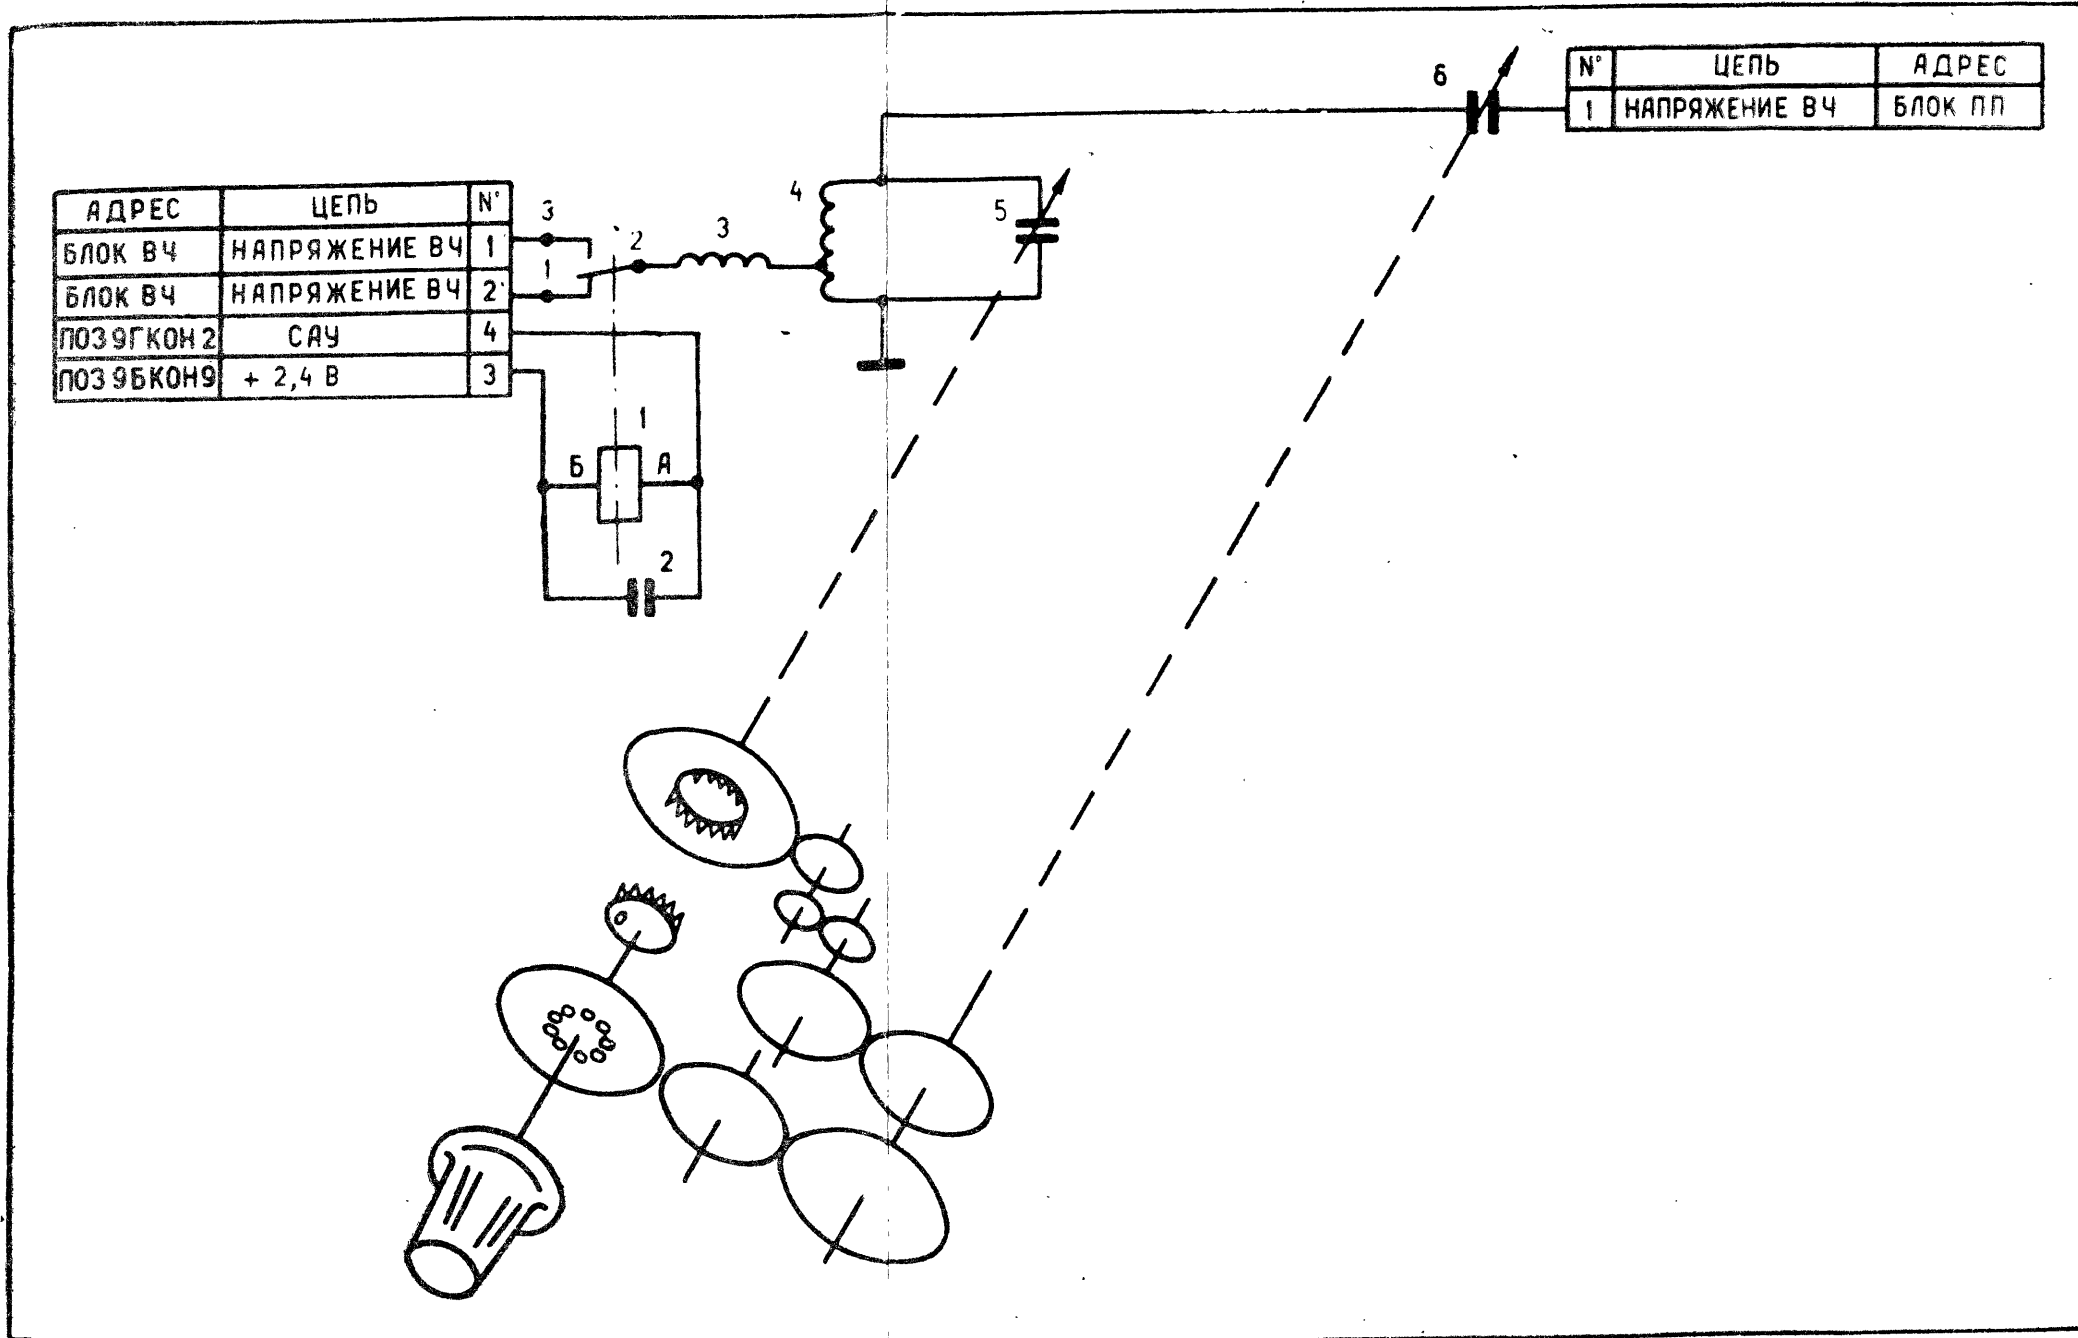 6
N° ЦЕПЬ АДРЕС
1 НАПРЯЖЕНИЕ ВЧ БЛОК ПП
АДРЕС ЦЕПЬ N°
БЛОК ВЧ НАПРЯЖЕНИЕ ВЧ 1
БЛОК ВЧ НАПРЯЖЕНИЕ ВЧ 2
ПОЗ 9Г КОН 2 САУ 4
ПОЗ 9Б КОН 9 + 2,4 В 3
3
1
2
3
4
5
1
Б
А
2